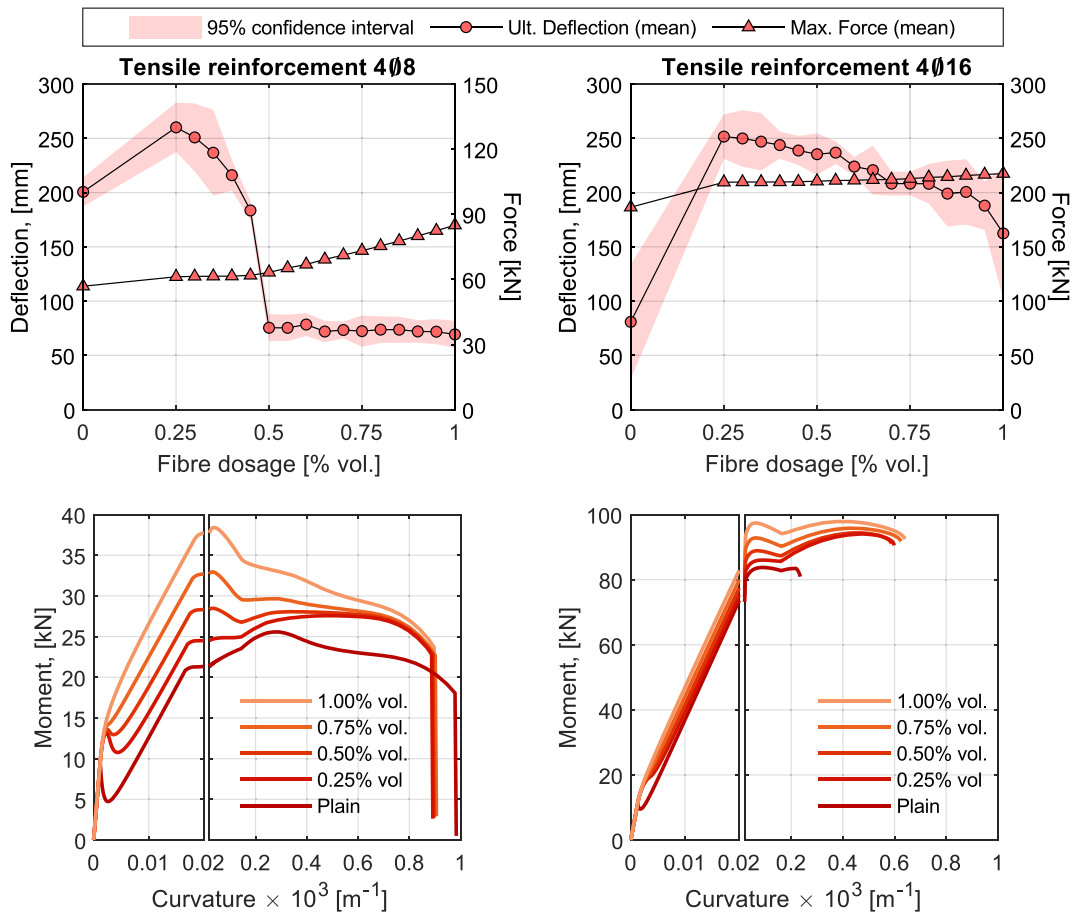 95% confidence interval Ult. Deflection (mean) Max. Force (mean)
Tensile reinforcement 4Ø8
300
250
200
150
100
50
0
Deflection, [mm]
150
120
90
60
30
0
Force [kN]
0 0.25 0.5 0.75 1
Fibre dosage [% vol.]
Tensile reinforcement 4Ø16
300
250
200
150
100
50
0
Deflection, [mm]
300
250
200
150
100
50
0
Force [kN]
0 0.25 0.5 0.75 1
Fibre dosage [% vol.]
40
35
30
25
20
15
10
5
0
Moment, [kN]
1.00% vol.
0.75% vol.
0.50% vol.
0.25% vol
Plain
0 0.01 0.02 0.2 0.4 0.6 0.8 1
Curvature × 10³ [m⁻¹]
100
80
60
40
20
0
Moment, [kN]
1.00% vol.
0.75% vol.
0.50% vol.
0.25% vol
Plain
0 0.01 0.02 0.2 0.4 0.6 0.8 1
Curvature × 10³ [m⁻¹]